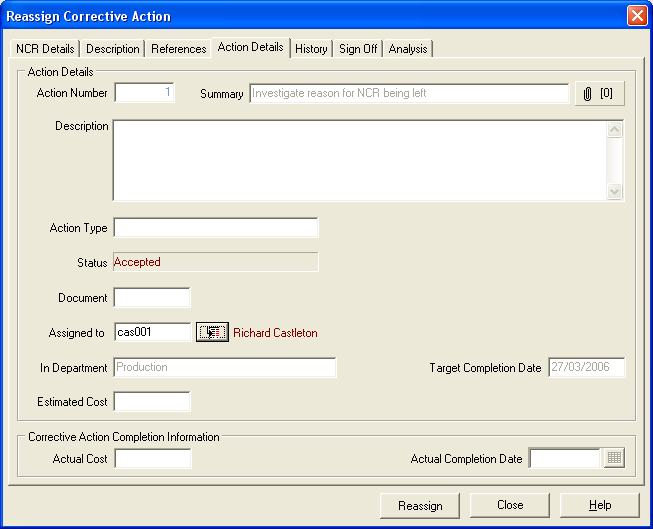 Reassign Corrective Action
NCR Details Description References Action Details History Sign Off Analysis
Action Details
Action Number 1 Summary Investigate reason for NCR being left [0]
Description
Action Type
Status Accepted
Document
Assigned to cas001 Richard Castleton
In Department Production Target Completion Date 27/03/2006
Estimated Cost
Corrective Action Completion Information
Actual Cost Actual Completion Date
Reassign Close Help